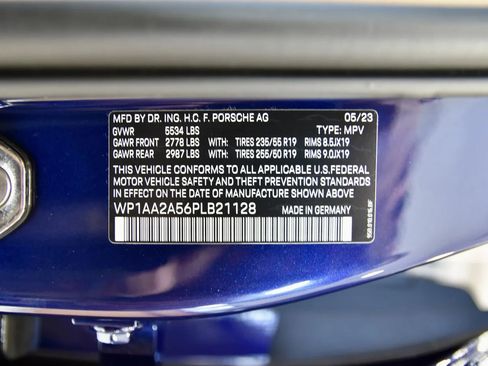 MFD BY DR. ING. H.C. F. PORSCHE AG 05/23
GVWR 5534 LBS TYPE: MPV
GAWR FRONT 2778 LBS WITH: TIRES 235/55 R19 RIMS 8.5JX19
GAWR REAR 2987 LBS WITH: TIRES 255/50 R19 RIMS 9.0JX19
THIS VEHICLE CONFORMS TO ALL APPLICABLE U.S.FEDERAL
MOTOR VEHICLE SAFETY AND THEFT PREVENTION STANDARDS
IN EFFECT ON THE DATE OF MANUFACTURE SHOWN ABOVE
WP1AA2A56PLB21128 MADE IN GERMANY